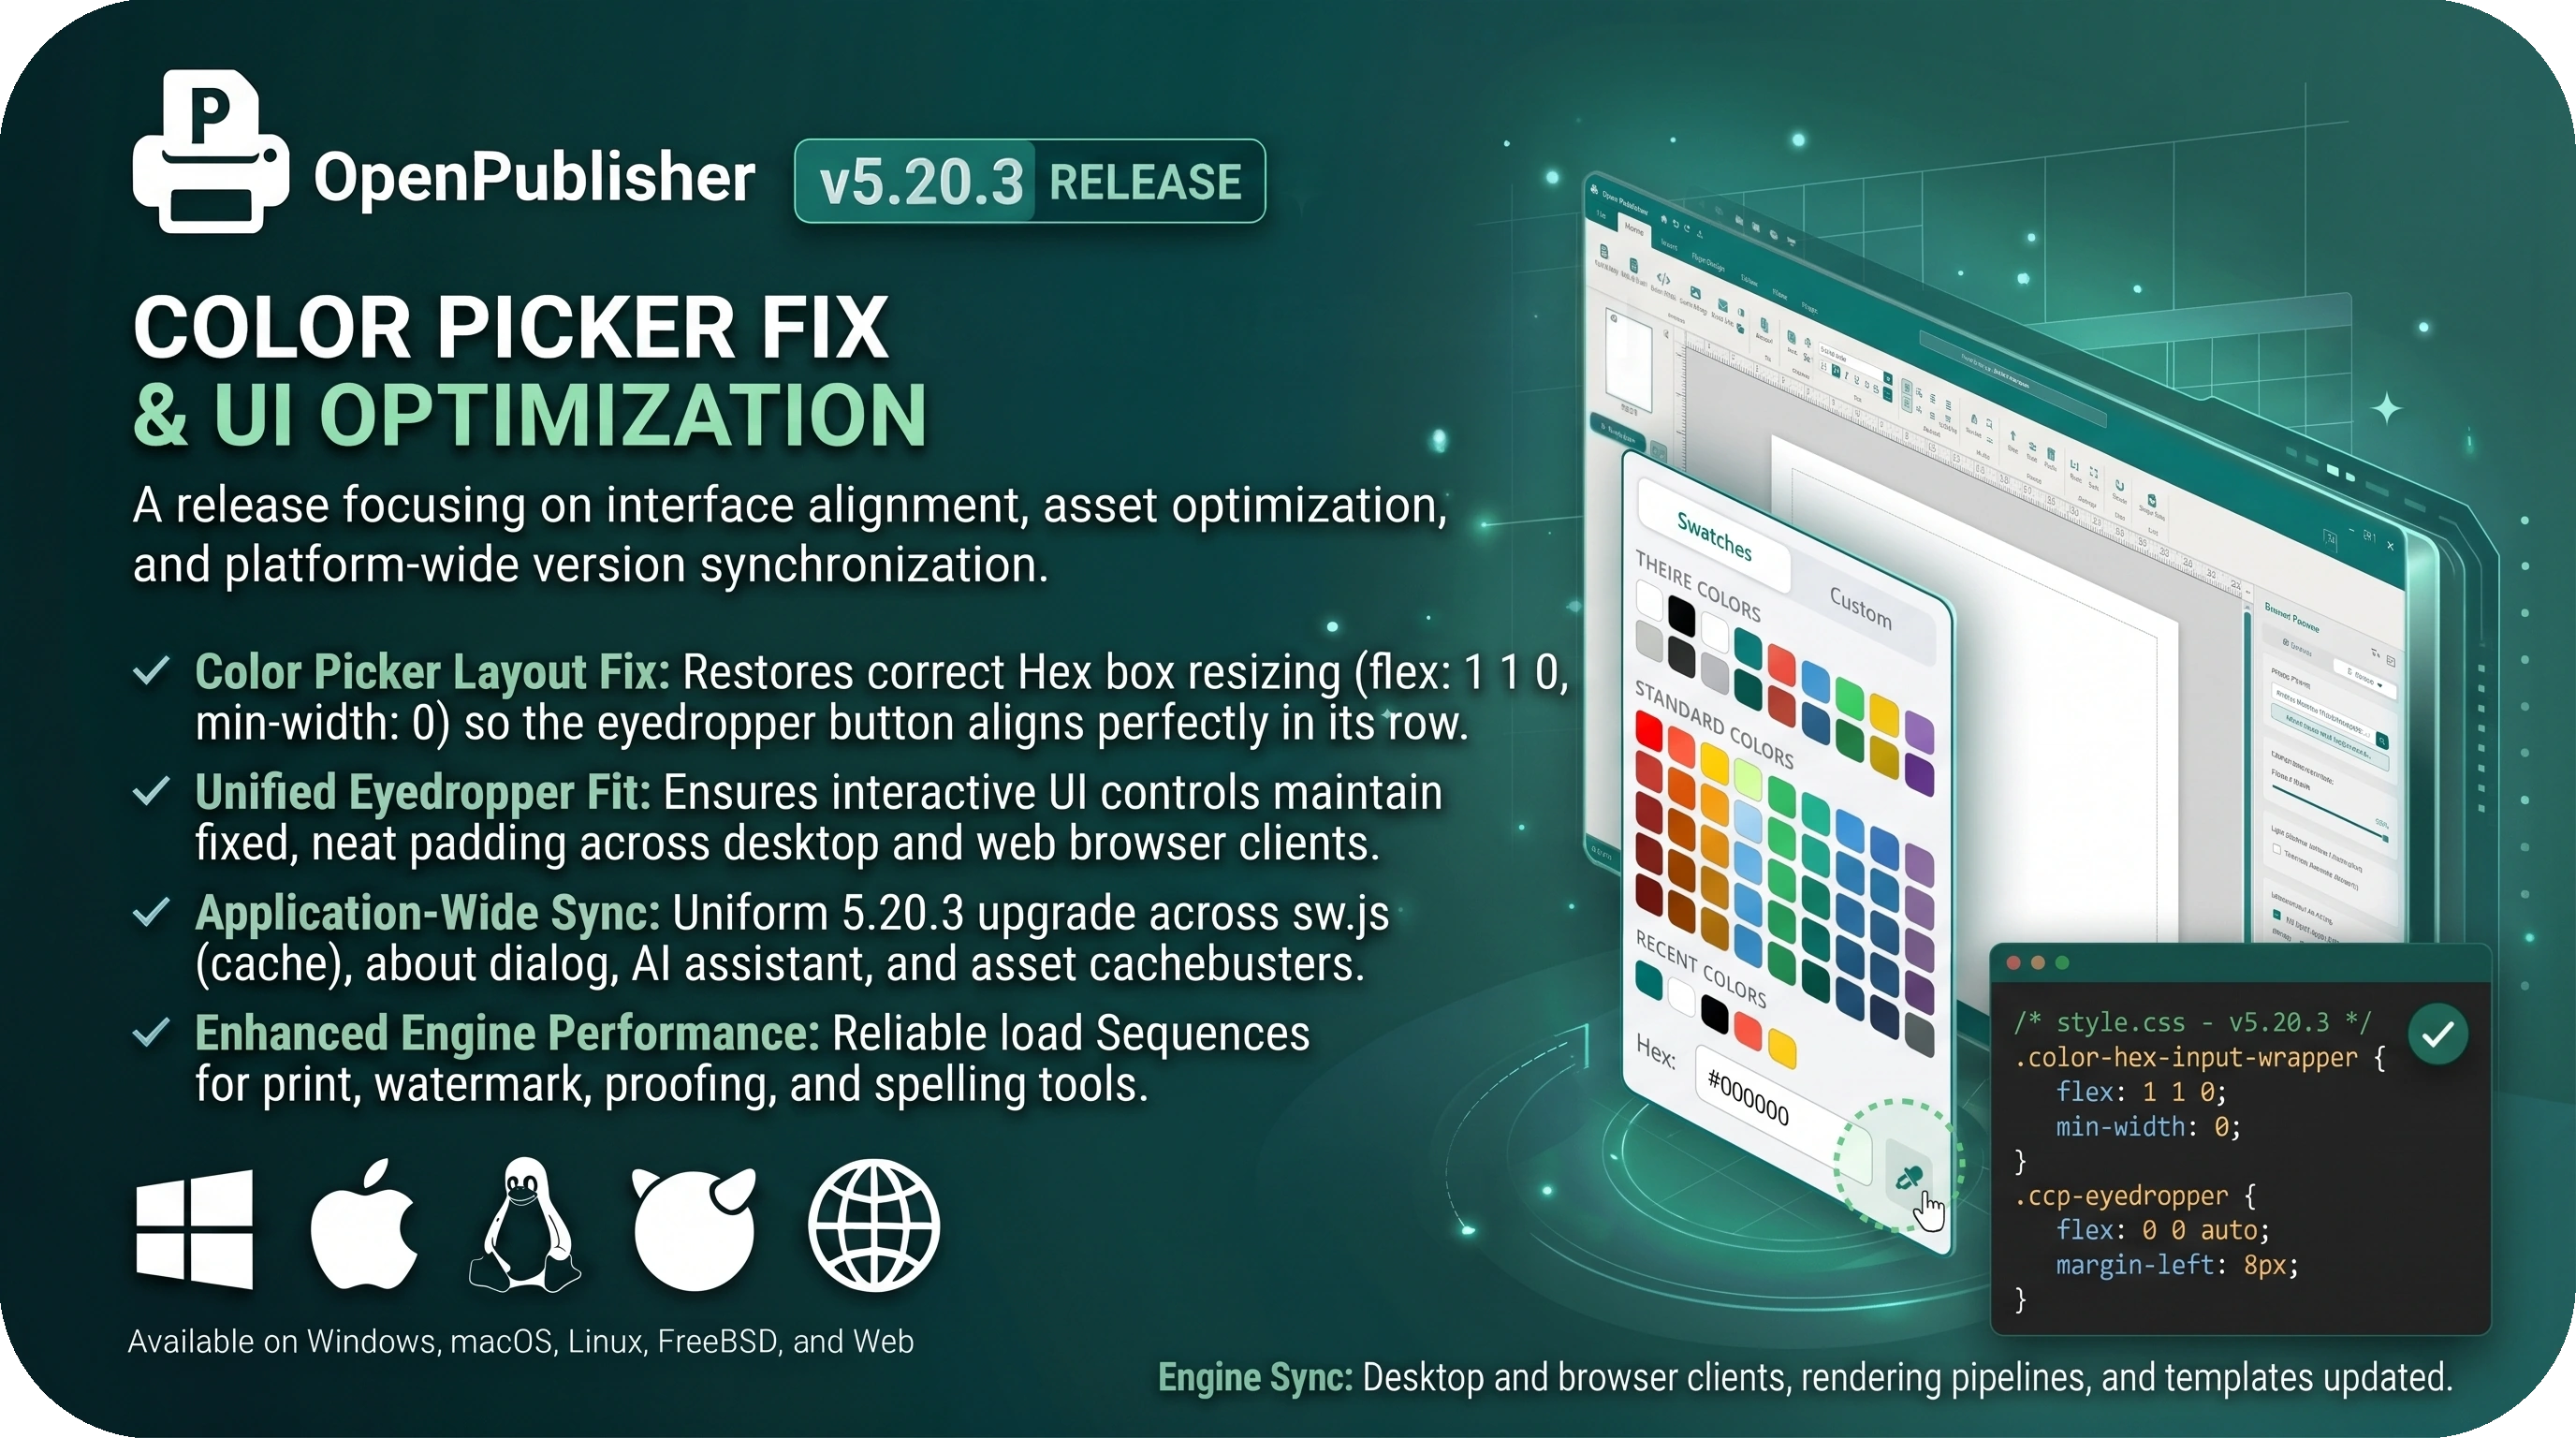 P
OpenPublisher
v5.20.3 RELEASE
COLOR PICKER FIX
& UI OPTIMIZATION
A release focusing on interface alignment, asset optimization,
and platform-wide version synchronization.
Color Picker Layout Fix: Restores correct Hex box resizing (flex: 1 1 0,
min-width: 0) so the eyedropper button aligns perfectly in its row.
Unified Eyedropper Fit: Ensures interactive UI controls maintain
fixed, neat padding across desktop and web browser clients.
Application-Wide Sync: Uniform 5.20.3 upgrade across sw.js
(cache), about dialog, AI assistant, and asset cachebusters.
Enhanced Engine Performance: Reliable load Sequences
for print, watermark, proofing, and spelling tools.
Available on Windows, macOS, Linux, FreeBSD, and Web
Home
Insert
Swatches
Custom
THEIRE COLORS
STANDARD COLORS
RECENT COLORS
Hex:
#000000
/* style.css - v5.20.3 */
.color-hex-input-wrapper {
flex: 1 1 0;
min-width: 0;
}
.ccp-eyedropper {
flex: 0 0 auto;
margin-left: 8px;
}
Engine Sync: Desktop and browser clients, rendering pipelines, and templates updated.